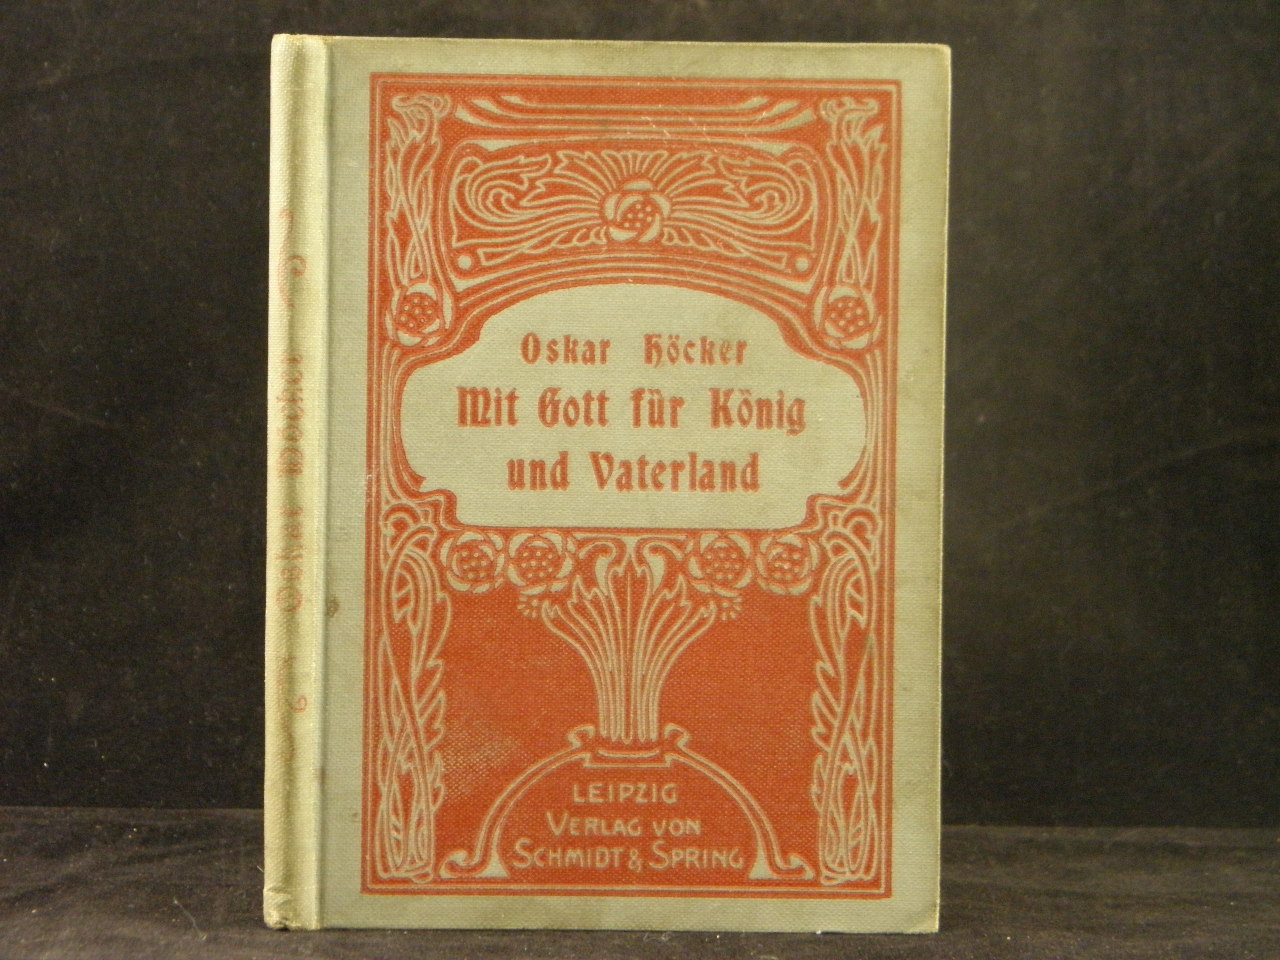 Oskar Höcker
Mit Gott für König
und Vaterland
LEIPZIG
VERLAG VON
SCHMIDT & SPRING
Oskar Höcker